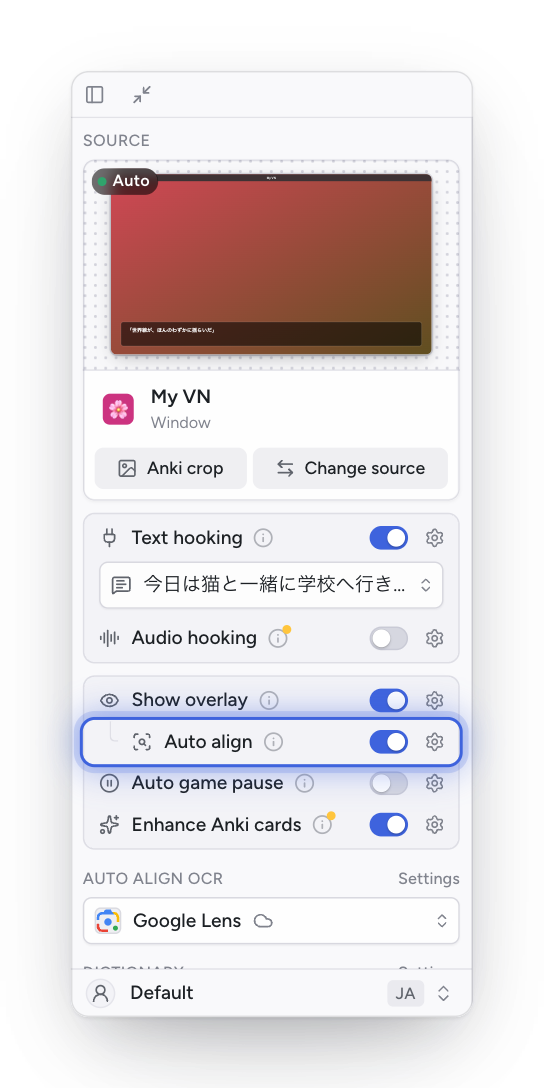 SOURCE
Auto
My VN
「世界線が、ほんのわずかに揺らいだ」
My VN
Window
Anki crop
Change source
Text hooking
今日は猫と一緒に学校へ行き...
Audio hooking
Show overlay
Auto align
Auto game pause
Enhance Anki cards
AUTO ALIGN OCR
Settings
Google Lens
DICTIONARY
Default
JA